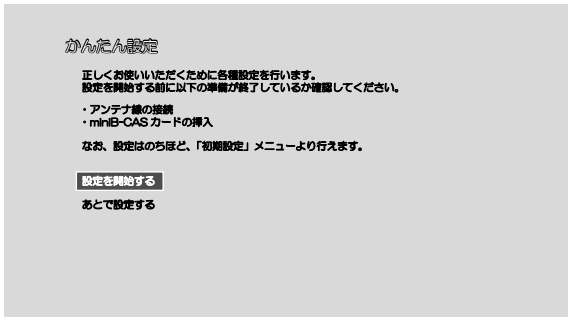 かんたん設定
正しくお使いいただくために各種設定を行います。
設定を開始する前に以下の準備が終了しているか確認してください。
・アンテナ線の接続
・miniB-CAS カードの挿入
なお、設定はのちほど、「初期設定」メニューより行えます。
設定を開始する
あとで設定する